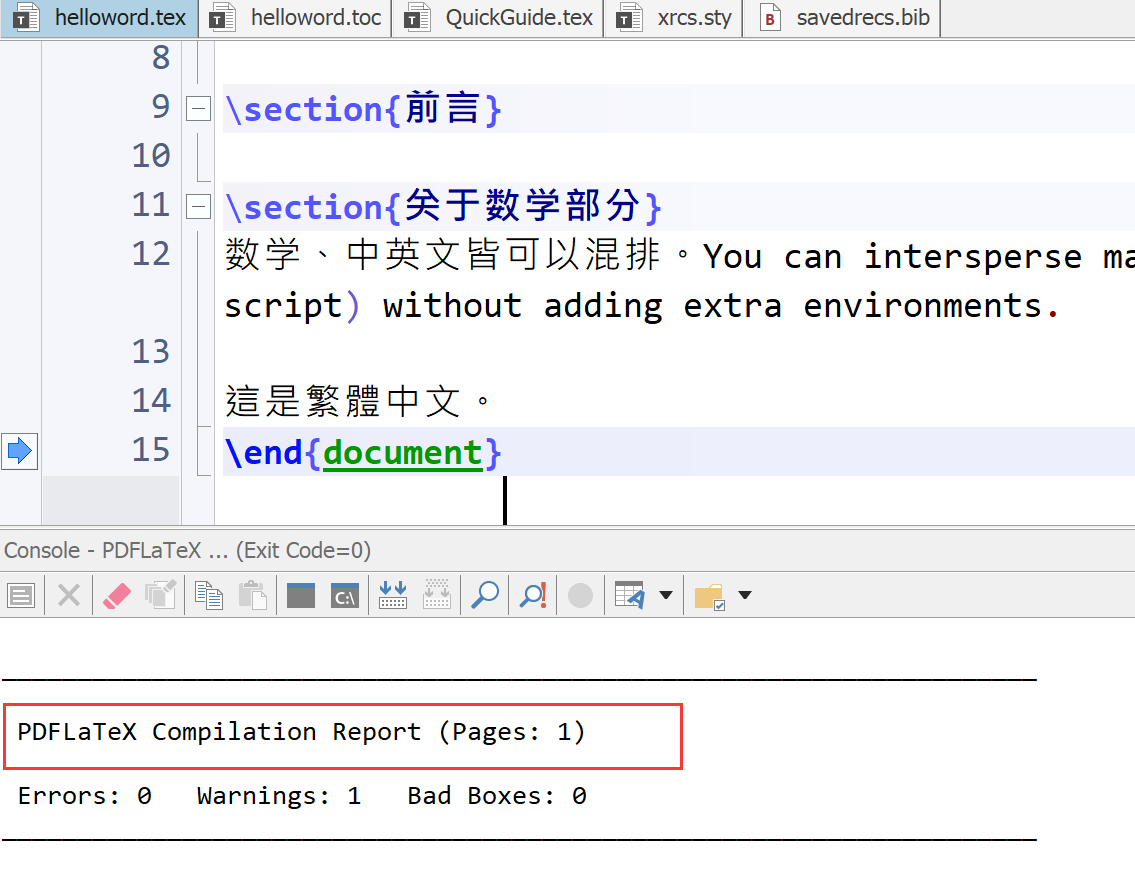 helloword.tex helloword.toc QuickGuide.tex xrcs.sty savedrecs.bib
8
9 \section{前言}
10
11 \section{关于数学部分}
12 数学、中英文皆可以混排。You can intersperse ma
script) without adding extra environments.
13
14 這是繁體中文。
15 \end{document}
Console - PDFLaTeX ... (Exit Code=0)
C:\
PDFLaTeX Compilation Report (Pages: 1)
Errors: 0 Warnings: 1 Bad Boxes: 0